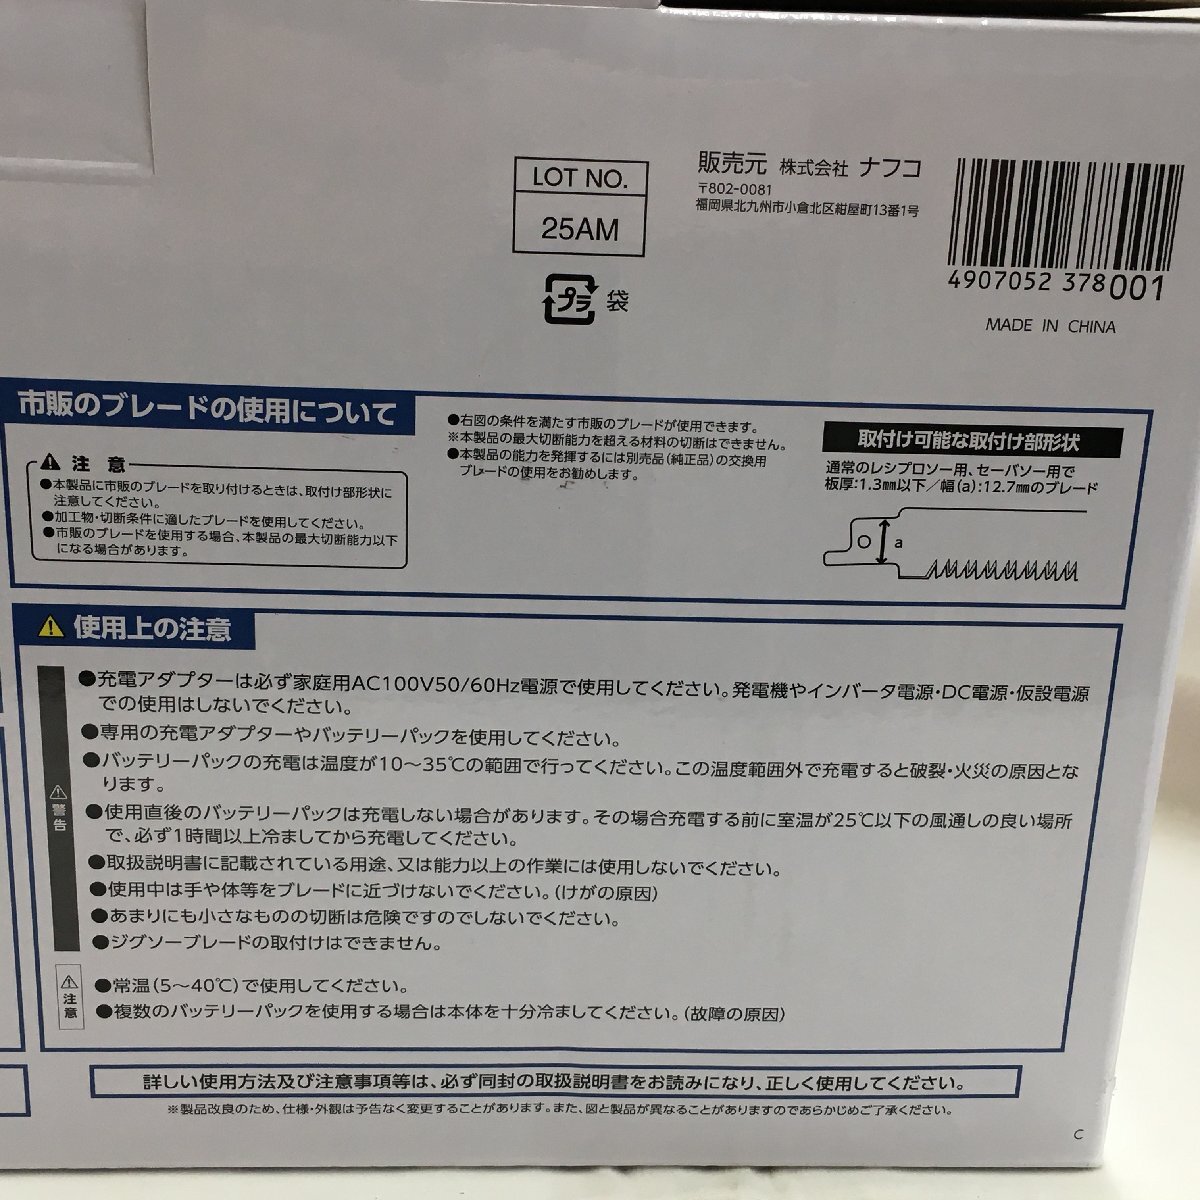 LOT NO.
25AM
プラ 袋
販売元 株式会社 ナフコ
〒802-0081
福岡県北九州市小倉北区紺屋町13番1号
4907052 378001
MADE IN CHINA
市販のブレードの使用について
注意
●本製品に市販のブレードを取り付けるときは、取付け部形状に
注意してください。
●加工物・切断条件に適したブレードを使用してください。
●市販のブレードを使用する場合、本製品の最大切断能力以下
になる場合があります。
●右図の条件を満たす市販のブレードが使用できます。
※本製品の最大切断能力を超える材料の切断はできません。
●本製品の能力を発揮するには別売品(純正品)の交換用
ブレードの使用をお勧めします。
取付け可能な取付け部形状
通常のレシプロソー用、セーバソー用で
板厚:1.3㎜以下/幅(a):12.7㎜のブレード
a
使用上の注意
警告
●充電アダプターは必ず家庭用AC100V50/60Hz電源で使用してください。発電機やインバータ電源・DC電源・仮設電源
での使用はしないでください。
●専用の充電アダプターやバッテリーパックを使用してください。
●バッテリーパックの充電は温度が10～35℃の範囲で行ってください。この温度範囲外で充電すると破裂・火災の原因とな
ります。
●使用直後のバッテリーパックは充電しない場合があります。その場合充電する前に室温が25℃以下の風通しの良い場所
で、必ず1時間以上冷ましてから充電してください。
●取扱説明書に記載されている用途、又は能力以上の作業には使用しないでください。
●使用中は手や体等をブレードに近づけないでください。(けがの原因)
●あまりにも小さなものの切断は危険ですのでしないでください。
●ジグソーブレードの取付けはできません。
注意
●常温(5～40℃)で使用してください。
●複数のバッテリーパックを使用する場合は本体を十分冷ましてください。(故障の原因)
詳しい使用方法及び注意事項等は、必ず同封の取扱説明書をお読みになり、正しく使用してください。
※製品改良のため、仕様・外観は予告なく変更することがあります。また、図と製品が異なることがありますのであらかじめご了承ください。
C